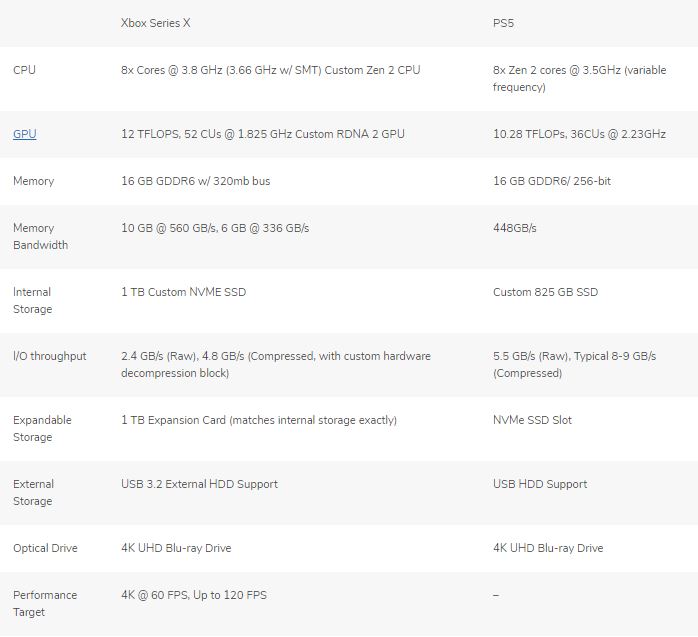 Xbox Series X PS5
CPU 8x Cores @ 3.8 GHz (3.66 GHz w/ SMT) Custom Zen 2 CPU 8x Zen 2 cores @ 3.5GHz (variable
frequency)
GPU 12 TFLOPS, 52 CUs @ 1.825 GHz Custom RDNA 2 GPU 10.28 TFLOPs, 36CUs @ 2.23GHz
Memory 16 GB GDDR6 w/ 320mb bus 16 GB GDDR6/ 256-bit
Memory 10 GB @ 560 GB/s, 6 GB @ 336 GB/s 448GB/s
Bandwidth
Internal 1 TB Custom NVME SSD Custom 825 GB SSD
Storage
I/O throughput 2.4 GB/s (Raw), 4.8 GB/s (Compressed, with custom hardware 5.5 GB/s (Raw), Typical 8-9 GB/s
decompression block) (Compressed)
Expandable 1 TB Expansion Card (matches internal storage exactly) NVMe SSD Slot
Storage
External USB 3.2 External HDD Support USB HDD Support
Storage
Optical Drive 4K UHD Blu-ray Drive 4K UHD Blu-ray Drive
Performance 4K @ 60 FPS, Up to 120 FPS –
Target